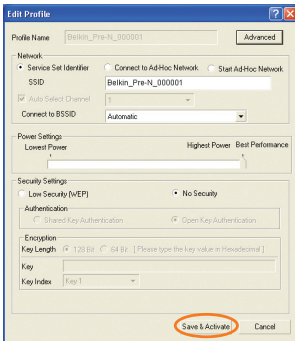 Edit Profile
Profile Name Belkin_Pre-N_000001 Advanced
Network
Service Set Identifier Connect to Ad-Hoc Network Start Ad-Hoc Network
SSID Belkin_Pre-N_000001
Auto Select Channel 1
Connect to BSSID Automatic
Power Settings
Lowest Power Highest Power Best Performance
Security Settings
Low Security (WEP) No Security
Authentication
Shared Key Authentication Open Key Authentication
Encryption
Key Length 128 Bit 64 Bit [Please type the key value in Hexadecimal]
Key
Key Index Key 1
Save & Activate Cancel